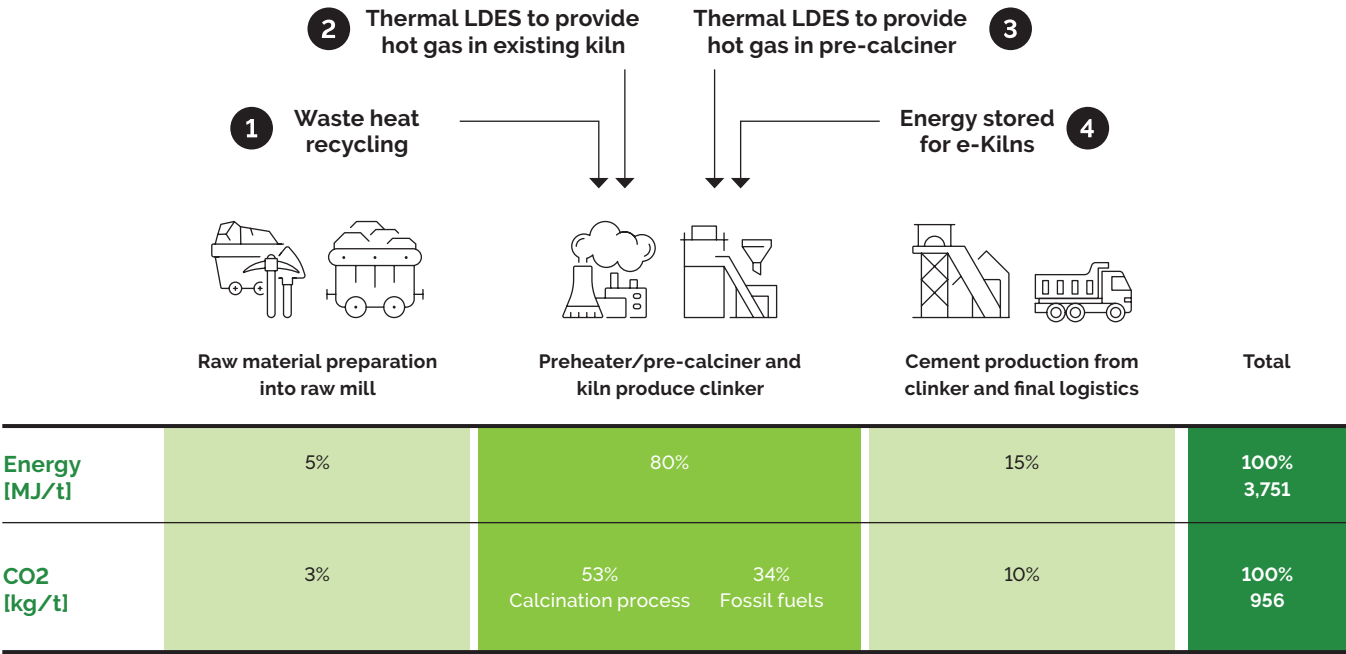 2
Thermal LDES to provide
hot gas in existing kiln
Thermal LDES to provide
hot gas in pre-calciner
3
1
Waste heat
recycling
Energy stored
for e-Kilns
4
Raw material preparation
into raw mill
Preheater/pre-calciner and
kiln produce clinker
Cement production from
clinker and final logistics
Total
Energy
[MJ/t]
5%
80%
15%
100%
3,751
CO2
[kg/t]
3%
53%
Calcination process
34%
Fossil fuels
10%
100%
956